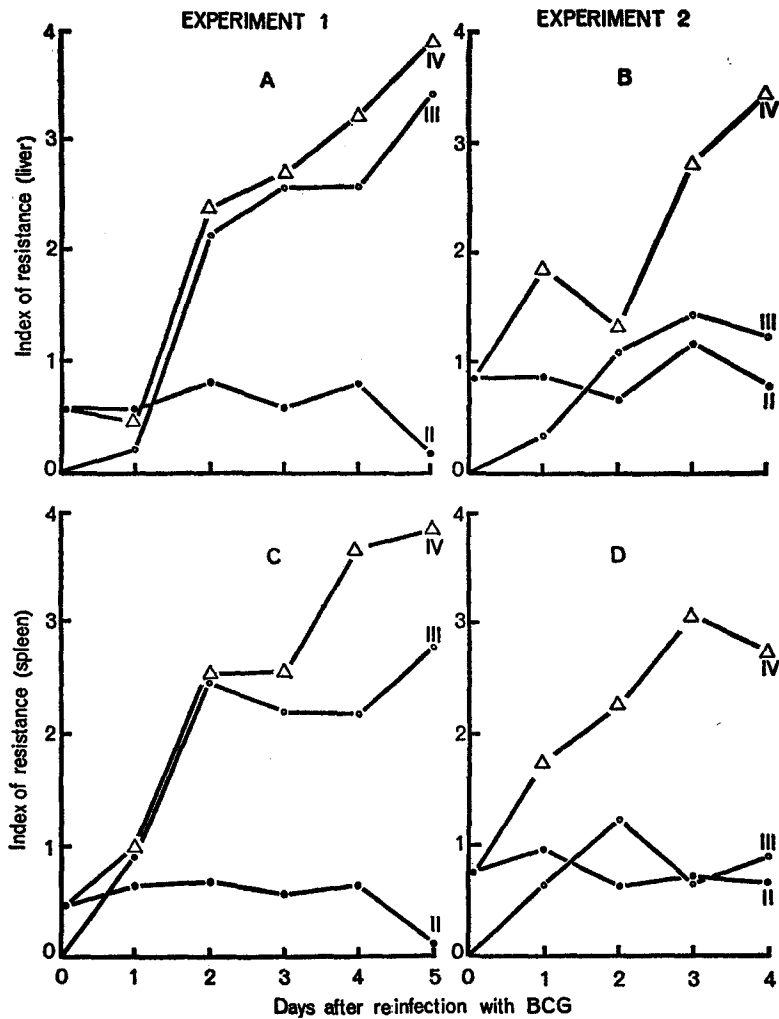 EXPERIMENT 1
EXPERIMENT 2
Index of resistance (liver)
4
3
2
1
0
A
IV
III
II
4
3
2
1
0
B
IV
III
II
Index of resistance (spleen)
4
3
2
1
0
C
IV
III
II
0 1 2 3 4 5
4
3
2
1
0
D
IV
III
II
0 1 2 3 4
Days after reinfection with BCG